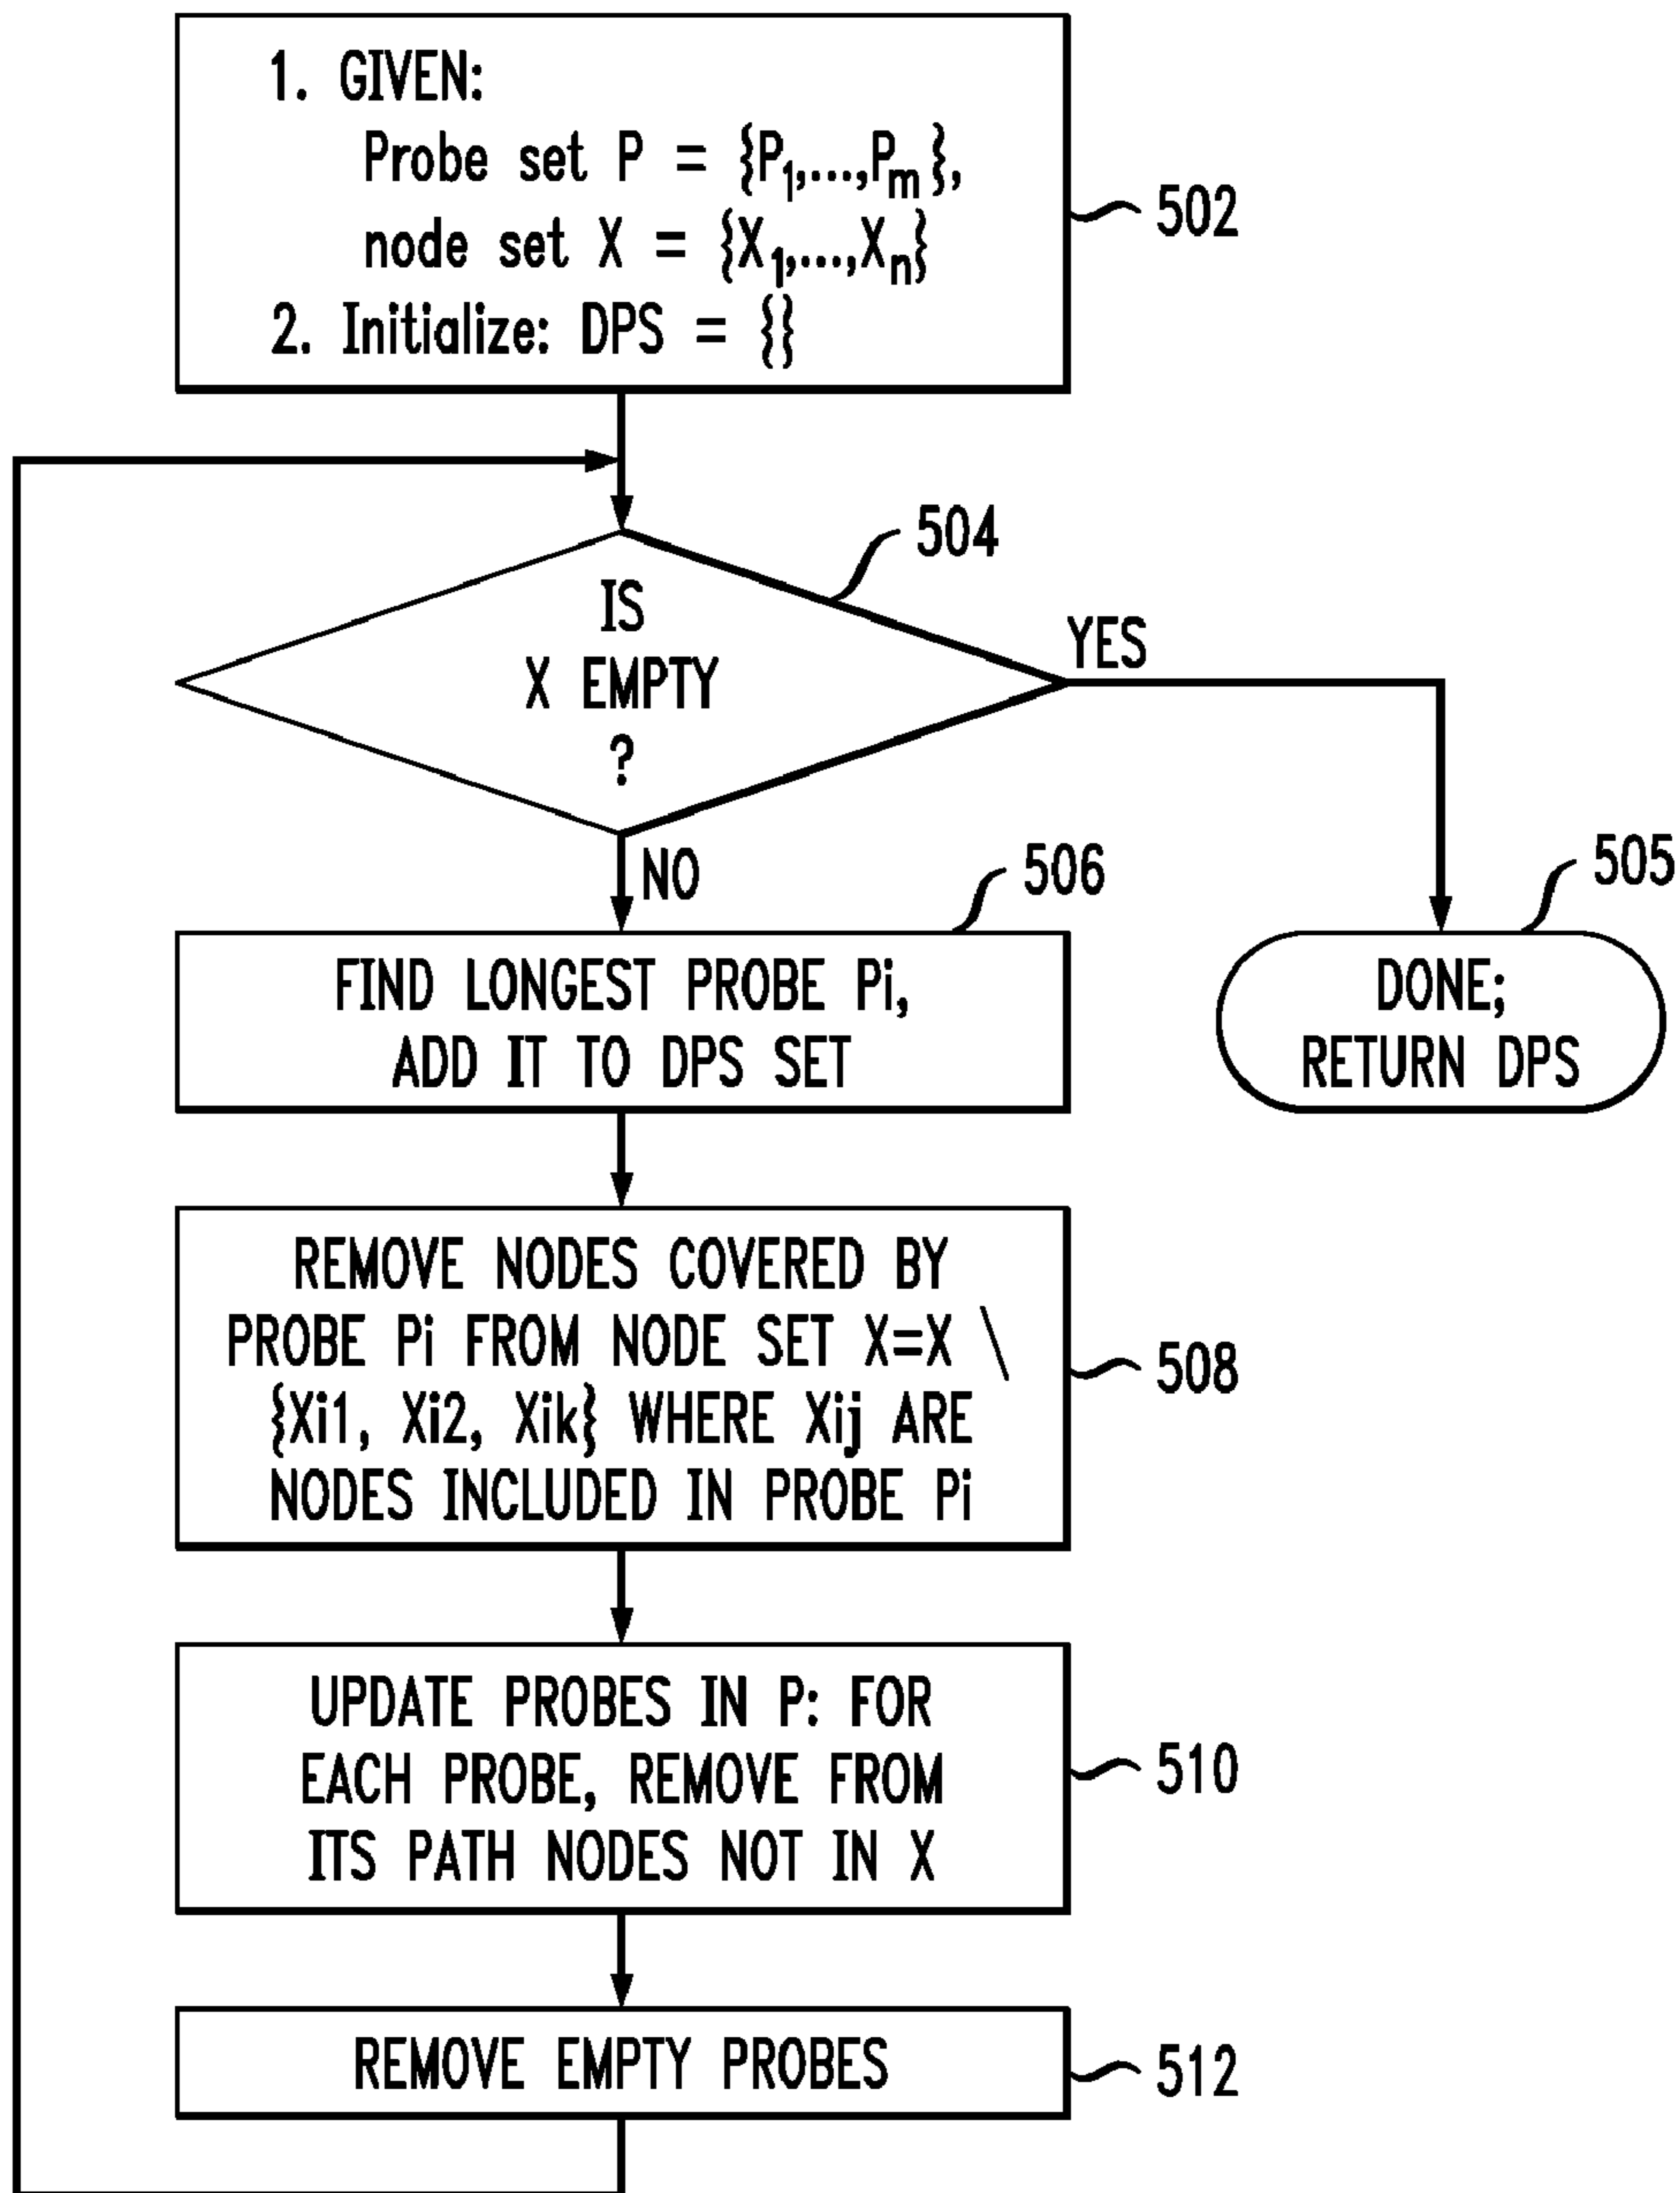 1. GIVEN:
Probe set P = {P1,...,Pm},
node set X = {X1,...,Xn}
2. Initialize: DPS = {}
502
504
IS
X EMPTY
?
YES
NO
506
505
FIND LONGEST PROBE Pi,
ADD IT TO DPS SET
DONE;
RETURN DPS
REMOVE NODES COVERED BY
PROBE Pi FROM NODE SET X=X \
{Xi1, Xi2, Xik} WHERE Xij ARE
NODES INCLUDED IN PROBE Pi
508
UPDATE PROBES IN P: FOR
EACH PROBE, REMOVE FROM
ITS PATH NODES NOT IN X
510
REMOVE EMPTY PROBES
512